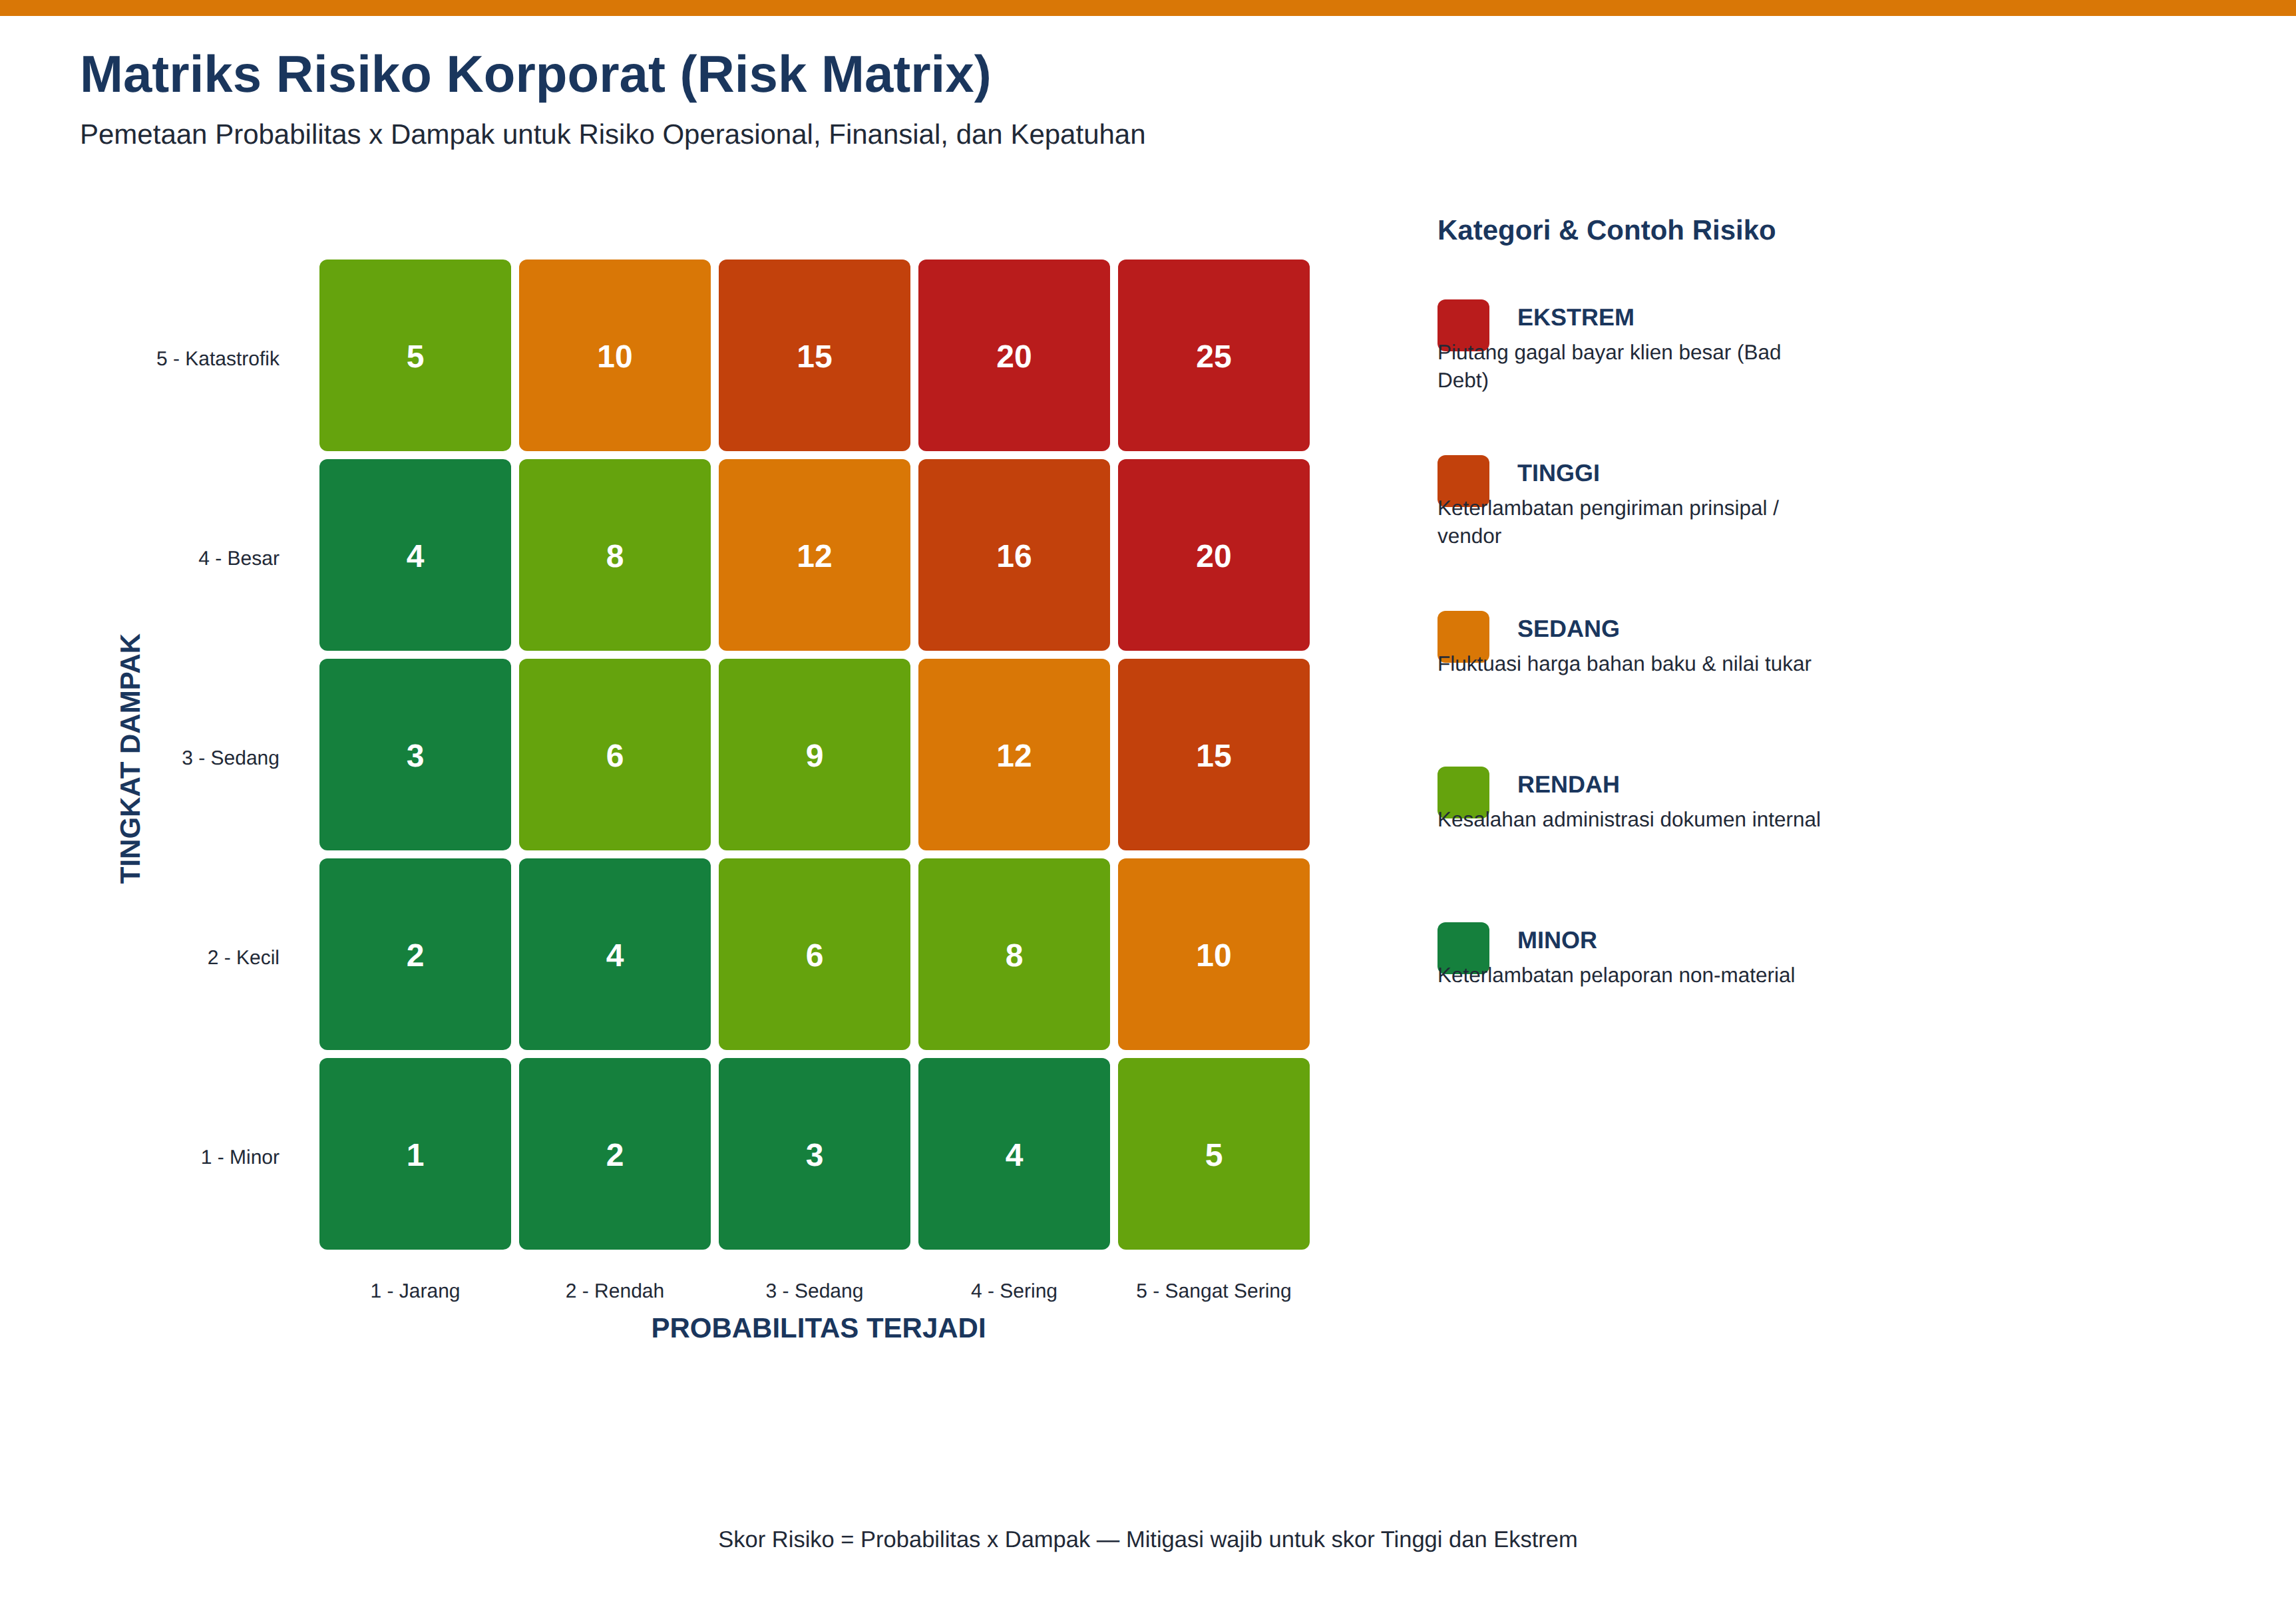 Matriks Risiko Korporat (Risk Matrix)
Pemetaan Probabilitas x Dampak untuk Risiko Operasional, Finansial, dan Kepatuhan
TINGKAT DAMPAK
5 - Katastrofik
5
10
15
20
25
4 - Besar
4
8
12
16
20
3 - Sedang
3
6
9
12
15
2 - Kecil
2
4
6
8
10
1 - Minor
1
2
3
4
5
1 - Jarang
2 - Rendah
3 - Sedang
4 - Sering
5 - Sangat Sering
PROBABILITAS TERJADI
Kategori & Contoh Risiko
EKSTREM
Piutang gagal bayar klien besar (Bad
Debt)
TINGGI
Keterlambatan pengiriman prinsipal /
vendor
SEDANG
Fluktuasi harga bahan baku & nilai tukar
RENDAH
Kesalahan administrasi dokumen internal
MINOR
Keterlambatan pelaporan non-material
Skor Risiko = Probabilitas x Dampak — Mitigasi wajib untuk skor Tinggi dan Ekstrem